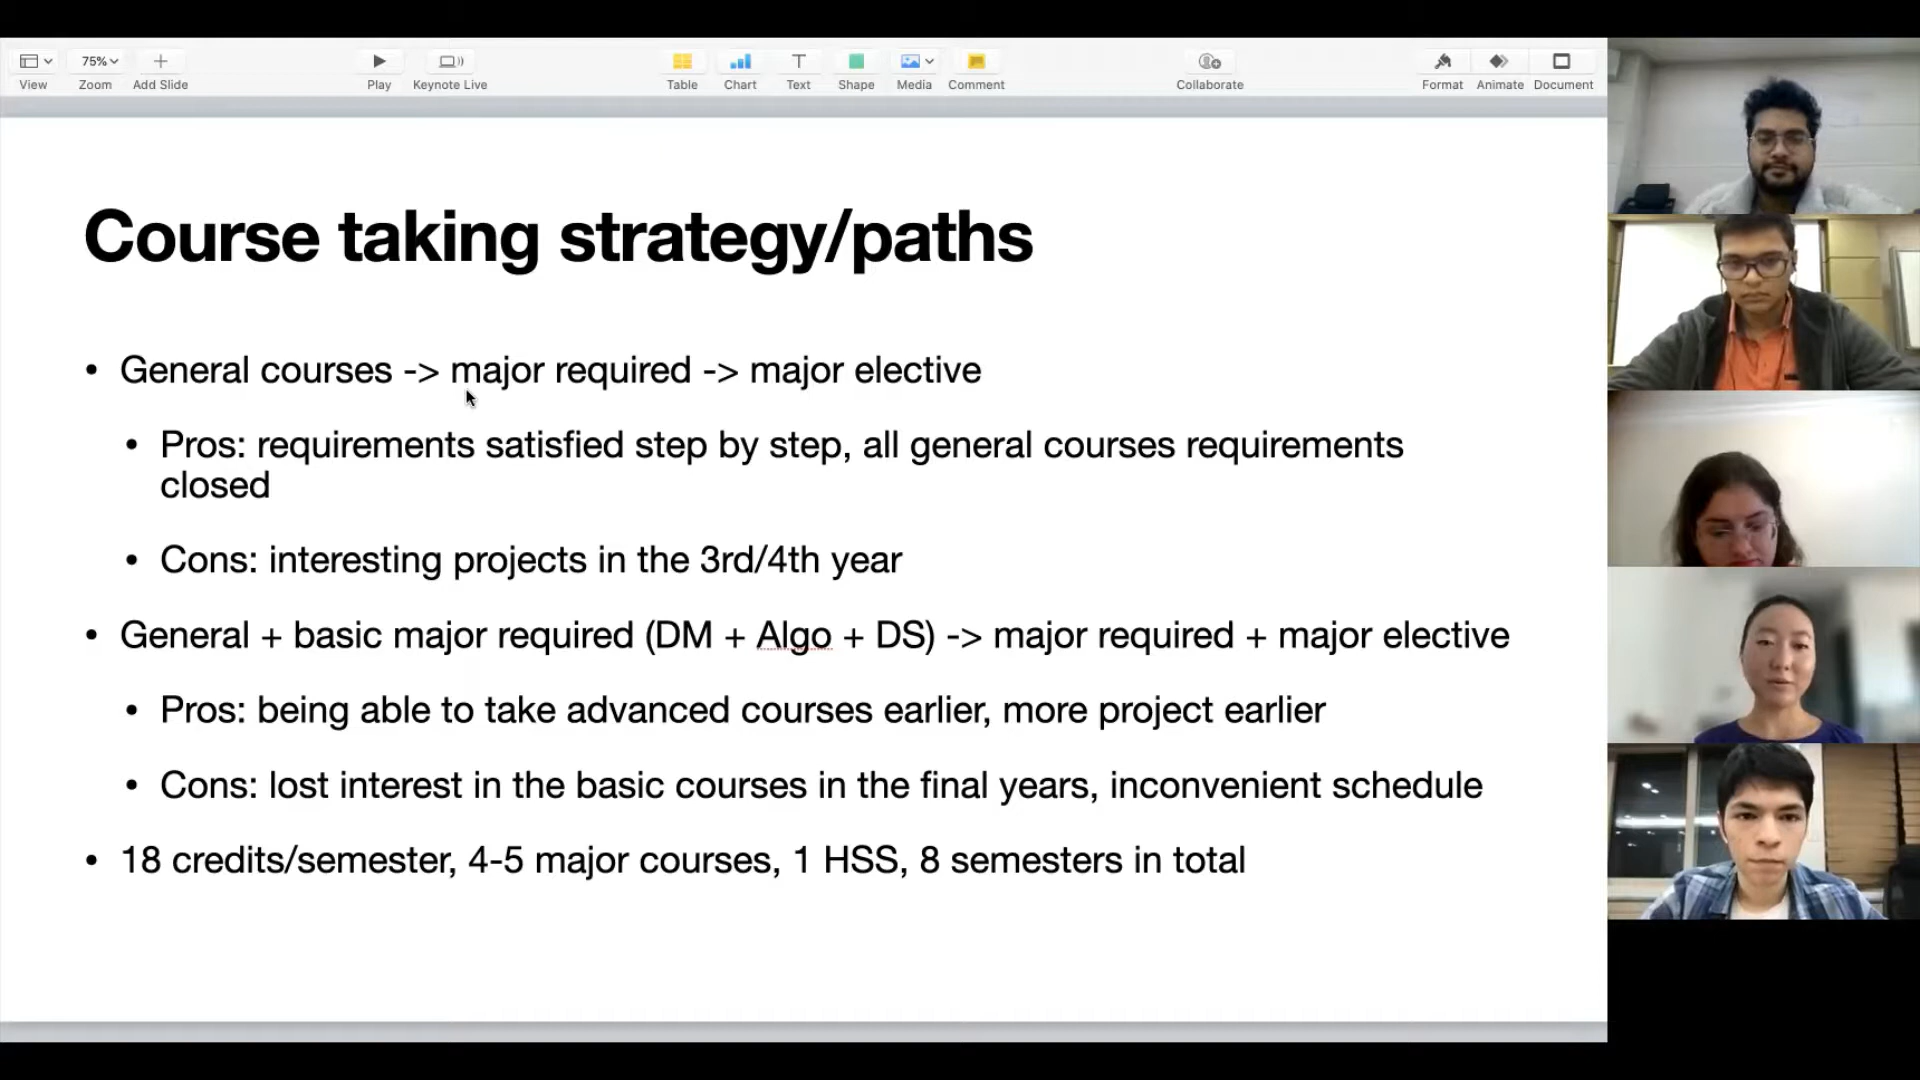 75%
View
Zoom
Add Slide
Play
Keynote Live
Table
Chart
Text
Shape
Media
Comment
Collaborate
Format
Animate
Document
Course taking strategy/paths
• General courses -> major required -> major elective
• Pros: requirements satisfied step by step, all general courses requirements
closed
• Cons: interesting projects in the 3rd/4th year
• General + basic major required (DM + Algo + DS) -> major required + major elective
• Pros: being able to take advanced courses earlier, more project earlier
• Cons: lost interest in the basic courses in the final years, inconvenient schedule
• 18 credits/semester, 4-5 major courses, 1 HSS, 8 semesters in total